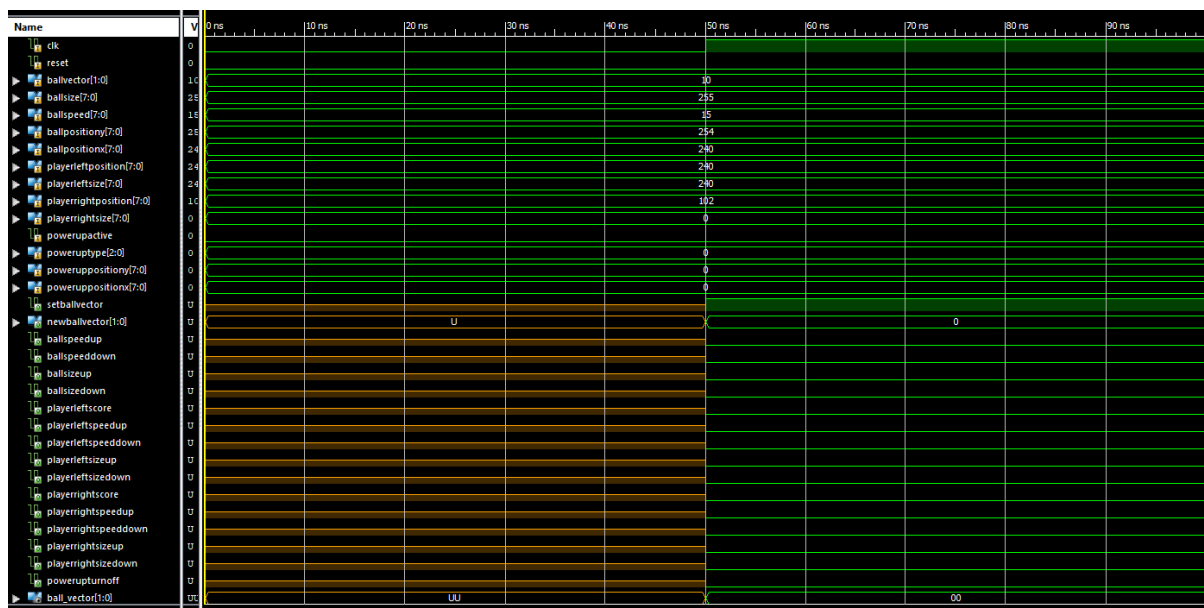 Name V 0 ns 10 ns 20 ns 30 ns 40 ns 50 ns 60 ns 70 ns 80 ns 90 ns
clk 0
reset 0
ballvector[1:0] 10 10
ballsize[7:0] 25 255
ballspeed[7:0] 15 15
ballpositiony[7:0] 25 254
ballpositionx[7:0] 24 240
playerleftposition[7:0] 24 240
playerleftsize[7:0] 24 240
playerrightposition[7:0] 10 102
playerrightsize[7:0] 0 0
powerupactive 0
poweruptype[2:0] 0 0
poweruppositiony[7:0] 0 0
poweruppositionx[7:0] 0 0
setballvector U
newballvector[1:0] U U 0
ballspeedup U
ballspeeddown U
ballsizeup U
ballsizedown U
playerleftscore U
playerleftspeedup U
playerleftspeeddown U
playerleftsizeup U
playerleftsizedown U
playerrightscore U
playerrightspeedup U
playerrightspeeddown U
playerrightsizeup U
playerrightsizedown U
powerupturnoff U
ball_vector[1:0] UU UU 00